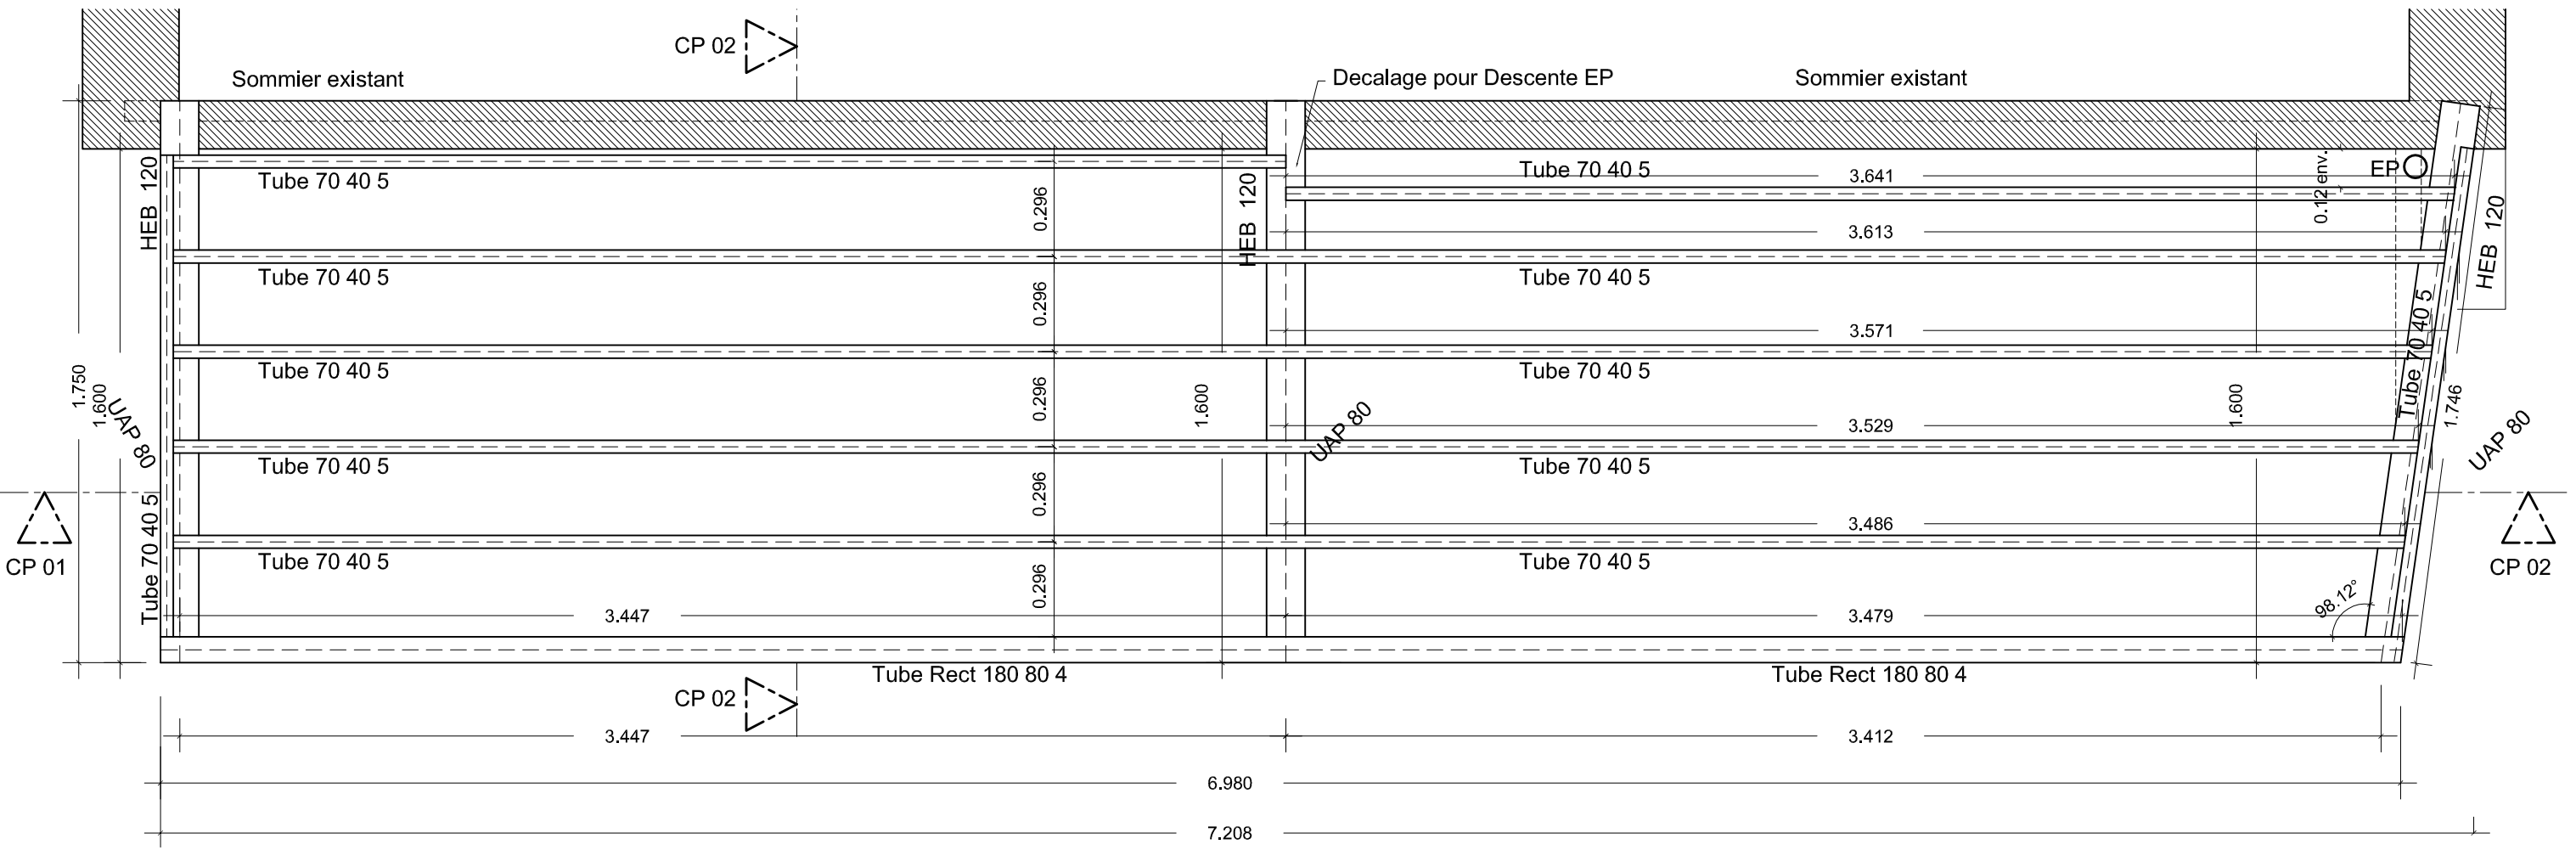 CP 02
Sommier existant
Decalage pour Descente EP
Sommier existant
HEB 120
Tube 70 40 5
0.296
HEB 120
Tube 70 40 5
3.641
0.12 env.
EP
HEB 120
3.613
Tube 70 40 5
0.296
Tube 70 40 5
Tube 70 40 5
3.571
1.750
1.600
UAP 80
Tube 70 40 5
0.296
1.600
UAP 80
Tube 70 40 5
3.529
1.600
1.746
UAP 80
Tube 70 40 5
0.296
Tube 70 40 5
CP 01
Tube 70 40 5
3.486
CP 02
Tube 70 40 5
0.296
Tube 70 40 5
98.12°
3.447
3.479
Tube Rect 180 80 4
Tube Rect 180 80 4
CP 02
3.447
3.412
6.980
7.208